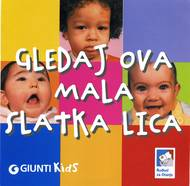 GLEDAJ OVA
MALA
SLATKA LICA
GIUNTI KiDS